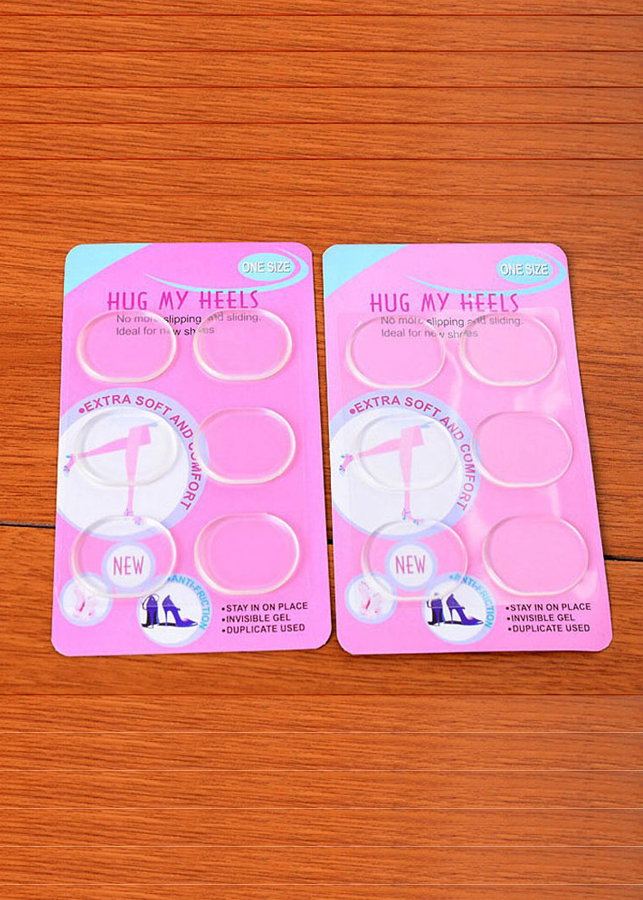 ONE SIZE
HUG MY HEELS
No more slipping and sliding.
Ideal for new shoes
•EXTRA SOFT AND COMFORT
NEW
•ANTI-FRICTION
•STAY IN ON PLACE
•INVISIBLE GEL
•DUPLICATE USED
ONE SIZE
HUG MY HEELS
No more slipping and sliding.
Ideal for new shoes
•EXTRA SOFT AND COMFORT
NEW
•ANTI-FRICTION
•STAY IN ON PLACE
•INVISIBLE GEL
•DUPLICATE USED